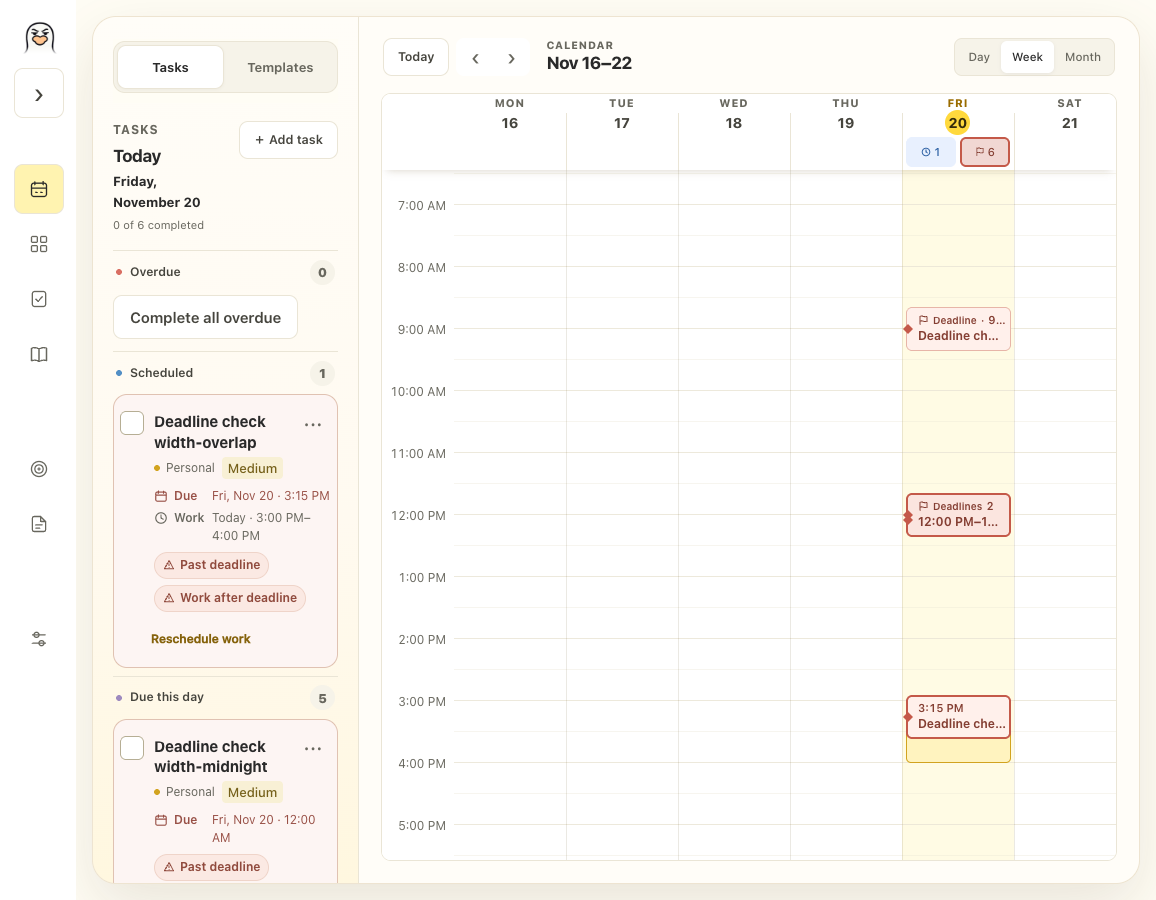 Tasks
Templates
TASKS
Today
Friday,
November 20
0 of 6 completed
+ Add task
Overdue
0
Complete all overdue
Scheduled
1
Deadline check
width-overlap
Personal
Medium
Due
Fri, Nov 20 · 3:15 PM
Work
Today · 3:00 PM–
4:00 PM
Past deadline
Work after deadline
Reschedule work
Due this day
5
Deadline check
width-midnight
Personal
Medium
Due
Fri, Nov 20 · 12:00
AM
Past deadline
Today
CALENDAR
Nov 16–22
Day
Week
Month
MON
16
TUE
17
WED
18
THU
19
FRI
20
SAT
21
1
6
7:00 AM
8:00 AM
9:00 AM
10:00 AM
11:00 AM
12:00 PM
1:00 PM
2:00 PM
3:00 PM
4:00 PM
5:00 PM
Deadline · 9...
Deadline ch...
Deadlines 2
12:00 PM–1...
3:15 PM
Deadline che...